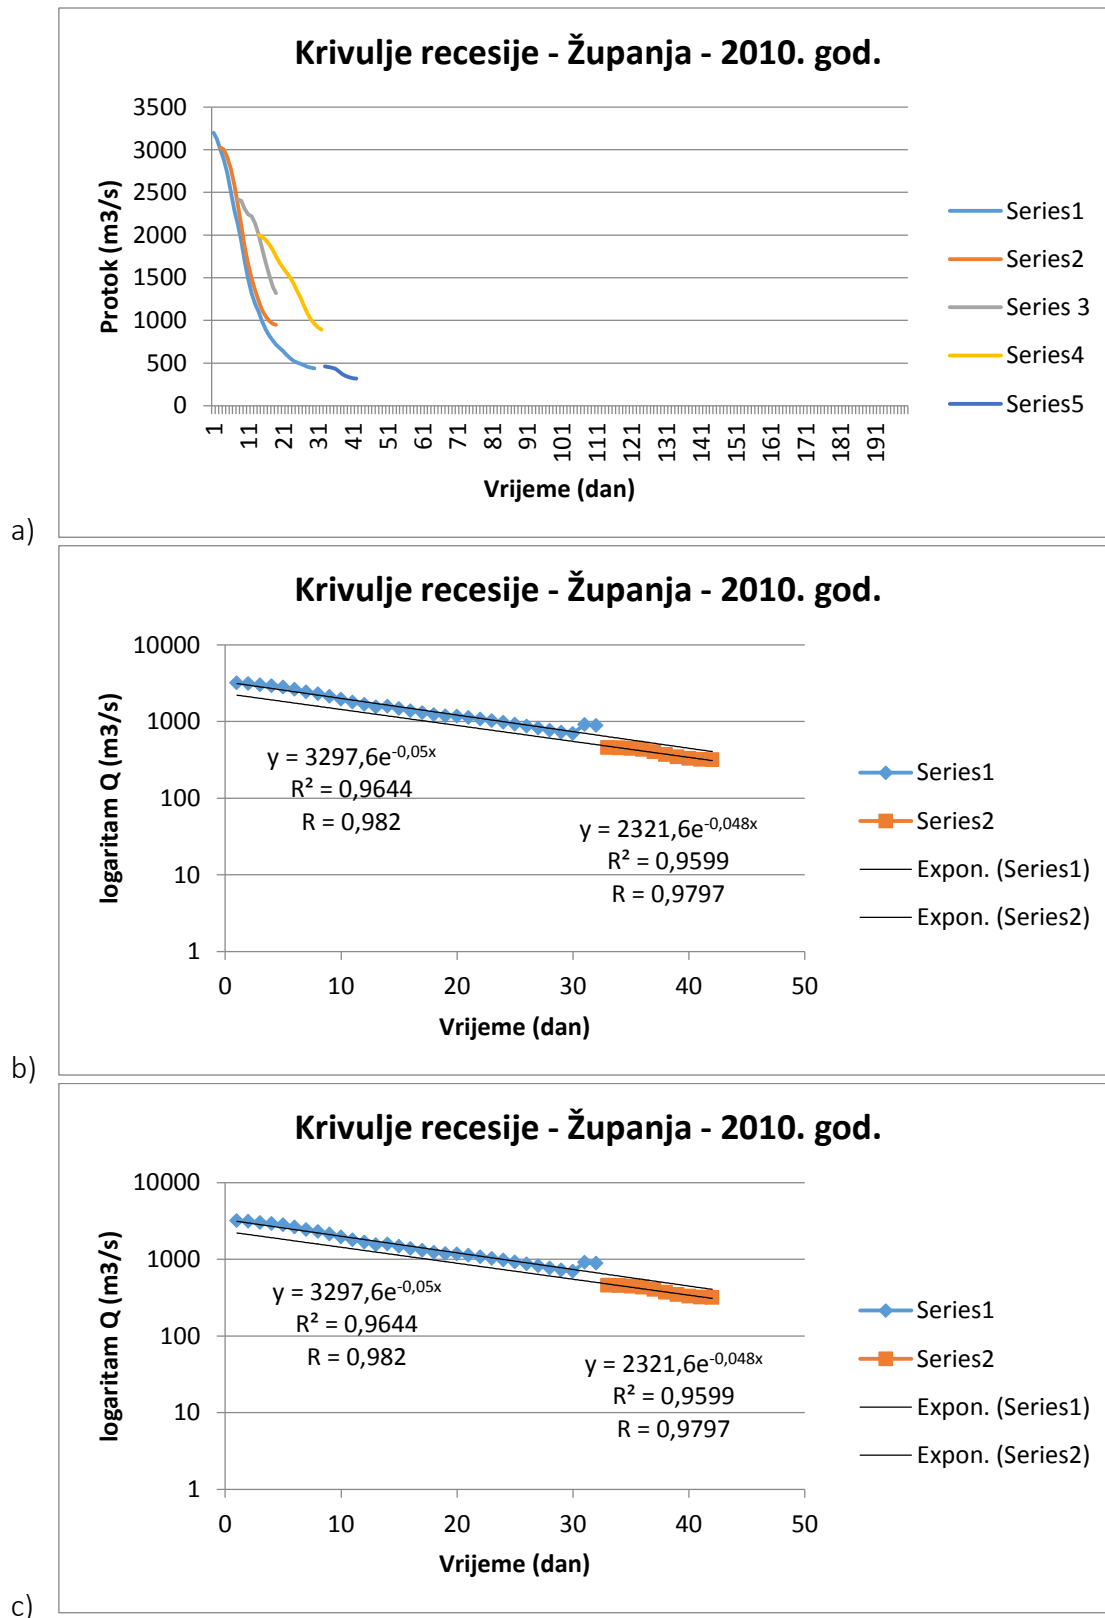 Krivulje recesije - Županja - 2010. god.
3500
3000
2500
2000
1500
1000
500
0
Protok (m3/s)
1 11 21 31 41 51 61 71 81 91 101 111 121 131 141 151 161 171 181 191
Vrijeme (dan)
Series1
Series2
Series 3
Series4
Series5
a)
Krivulje recesije - Županja - 2010. god.
10000
1000
100
10
1
logaritam Q (m3/s)
y = 3297,6e^-0,05x
R² = 0,9644
R = 0,982
y = 2321,6e^-0,048x
R² = 0,9599
R = 0,9797
0 10 20 30 40 50
Vrijeme (dan)
Series1
Series2
Expon. (Series1)
Expon. (Series2)
b)
Krivulje recesije - Županja - 2010. god.
10000
1000
100
10
1
logaritam Q (m3/s)
y = 3297,6e^-0,05x
R² = 0,9644
R = 0,982
y = 2321,6e^-0,048x
R² = 0,9599
R = 0,9797
0 10 20 30 40 50
Vrijeme (dan)
Series1
Series2
Expon. (Series1)
Expon. (Series2)
c)